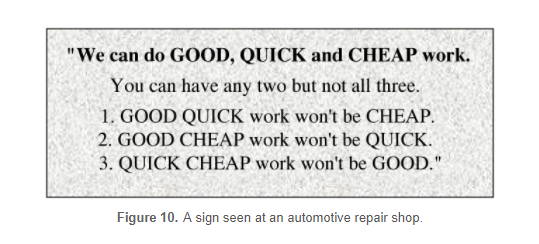 "We can do GOOD, QUICK and CHEAP work.
You can have any two but not all three.
1. GOOD QUICK work won't be CHEAP.
2. GOOD CHEAP work won't be QUICK.
3. QUICK CHEAP work won't be GOOD."
Figure 10. A sign seen at an automotive repair shop.